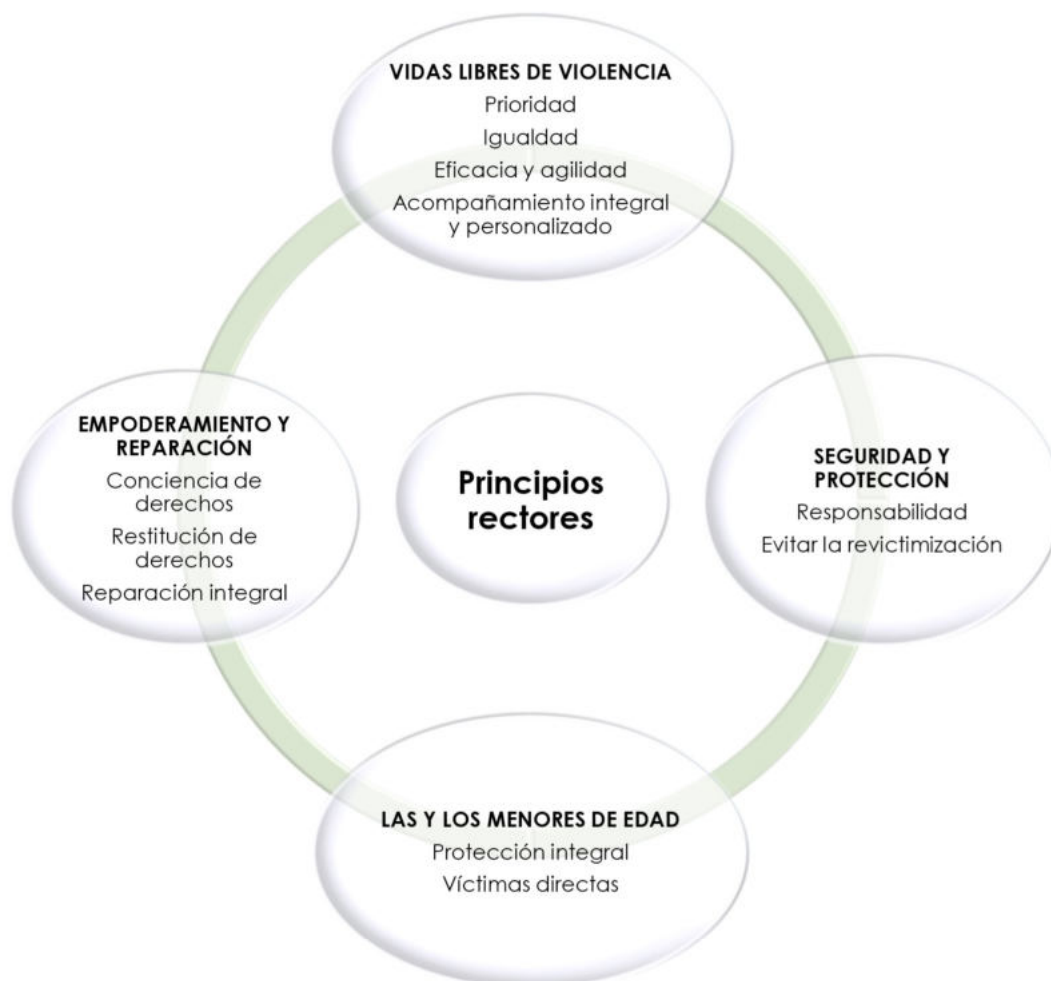 VIDAS LIBRES DE VIOLENCIA
Prioridad
Igualdad
Eficacia y agilidad
Acompañamiento integral
y personalizado
EMPODERAMIENTO Y
REPARACIÓN
Conciencia de
derechos
Restitución de
derechos
Reparación integral
Principios
rectores
SEGURIDAD Y
PROTECCIÓN
Responsabilidad
Evitar la revictimización
LAS Y LOS MENORES DE EDAD
Protección integral
Víctimas directas